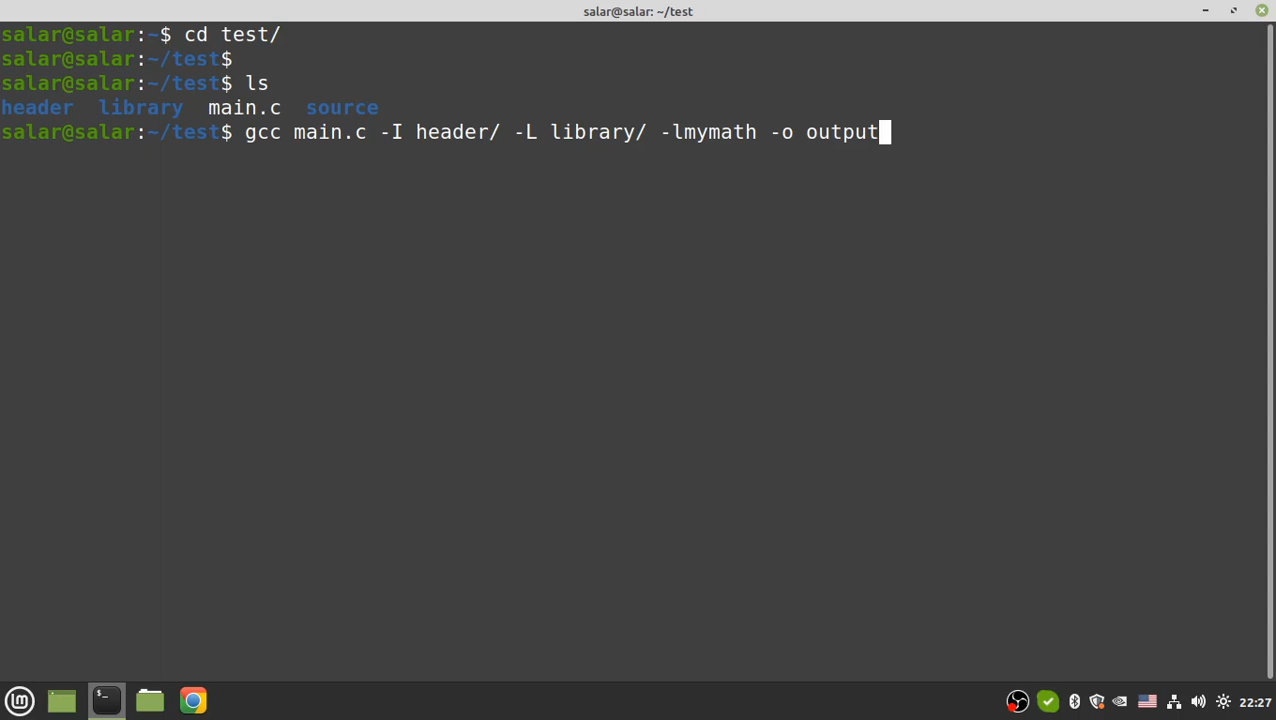 salar@salar: ~/test
salar@salar:~$ cd test/
salar@salar:~/test$
salar@salar:~/test$ ls
header library main.c source
salar@salar:~/test$ gcc main.c -I header/ -L library/ -lmymath -o output
22:27